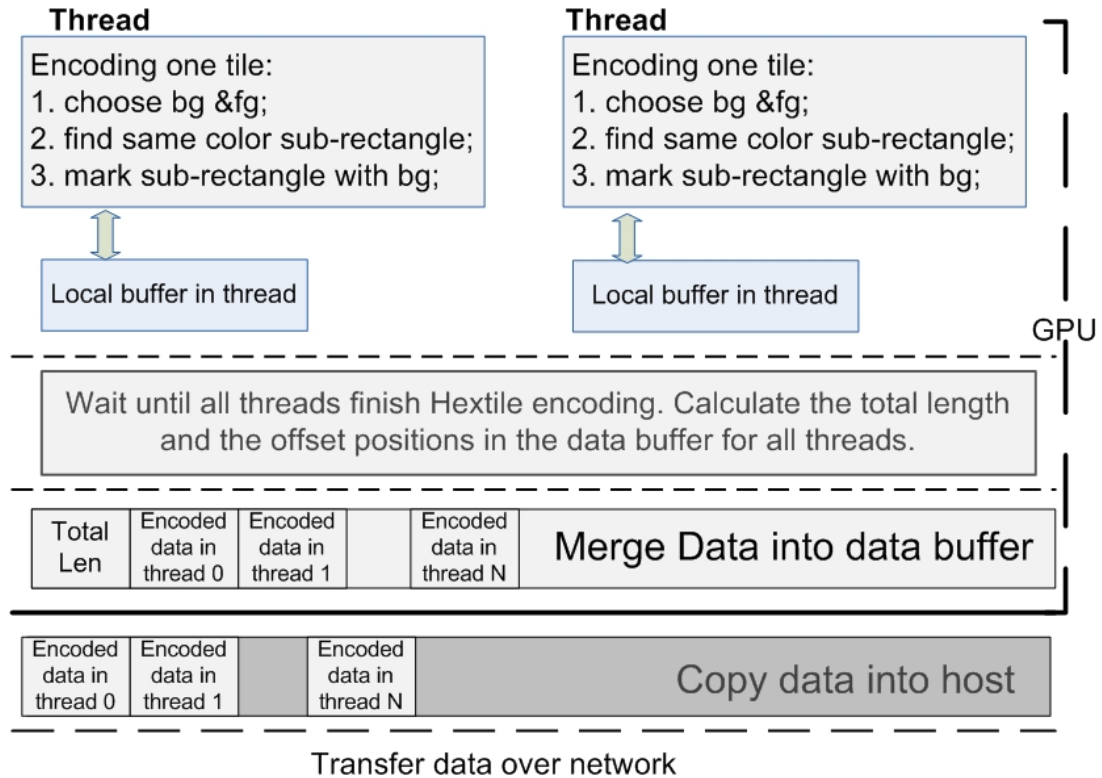 Thread
Encoding one tile:
1. choose bg &fg;
2. find same color sub-rectangle;
3. mark sub-rectangle with bg;
Local buffer in thread
Thread
Encoding one tile:
1. choose bg &fg;
2. find same color sub-rectangle;
3. mark sub-rectangle with bg;
Local buffer in thread
GPU
Wait until all threads finish Hextile encoding. Calculate the total length
and the offset positions in the data buffer for all threads.
Total
Len
Encoded
data in
thread 0
Encoded
data in
thread 1
Encoded
data in
thread N
Merge Data into data buffer
Encoded
data in
thread 0
Encoded
data in
thread 1
Encoded
data in
thread N
Copy data into host
Transfer data over network